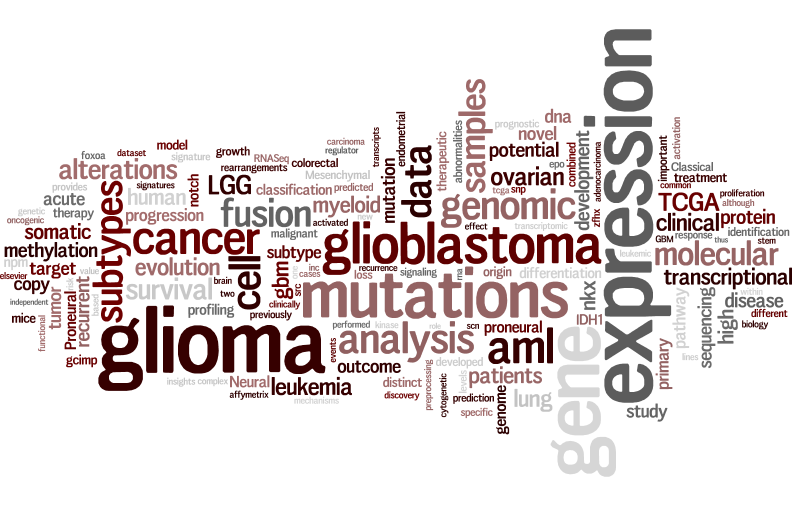 expression
glioma
mutations
gene
glioblastoma
cancer
analysis
aml
cell
fusion
genomic
data
samples
subtypes
molecular
alterations
survival
leukemia
LGG
TCGA
ovarian
myeloid
transcriptional
clinical
protein
patients
evolution
human
gbm
subtype
tumor
recurrent
Proneural
somatic
methylation
target
copy
acute
therapy
progression
classification
potential
novel
dna
development
nkx
IDH1
disease
high
sequencing
pathway
primary
study
lung
genome
distinct
outcome
proneural
differentiation
origin
loss
profiling
malignant
mutation
therapeutic
abnormalities
prognostic
notch
Neural
model
growth
signature
signatures
dataset
foxoa
provides
genetic
oncogenic
npm
elsevier
value
risk
based
independent
mice
functional
gcimp
rearrangements
RNASeq
colorectal
Mesenchymal
predicted
carcinoma
regulator
transcripts
endometrial
activated
new
brain
two
clinically
previously
src
inc
cases
recurrence
signaling
rna
effect
tcga
snp
transcriptomic
epo
combined
adenocarcinoma
zfhx
important
activation
Classical
treatment
common
proliferation
although
identification
GBM
response
thus
stem
leukemic
within
different
biology
lines
performed
kinase
role
scn
events
developed
levels
preprocessing
cytogenetic
prediction
specific
discovery
insights
complex
affymetrix
mechanisms